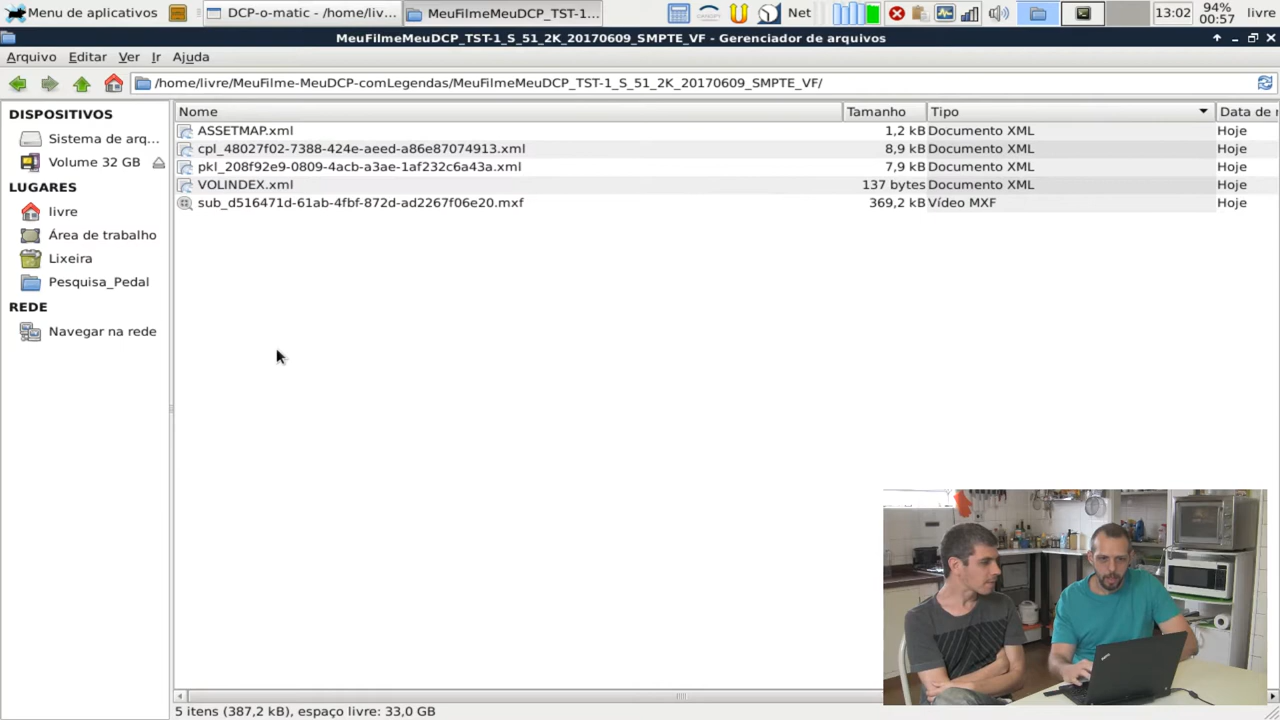 Menu de aplicativos DCP-o-matic - /home/liv... MeuFilmeMeuDCP_TST-1... Net 13:02 94% 00:57 livre
MeuFilmeMeuDCP_TST-1_S_51_2K_20170609_SMPTE_VF - Gerenciador de arquivos
Arquivo Editar Ver Ir Ajuda
/home/livre/MeuFilme-MeuDCP-comLegendas/MeuFilmeMeuDCP_TST-1_S_51_2K_20170609_SMPTE_VF/
DISPOSITIVOS
Sistema de arq...
Volume 32 GB
LUGARES
livre
Área de trabalho
Lixeira
Pesquisa_Pedal
REDE
Navegar na rede
Nome Tamanho Tipo Data de
ASSETMAP.xml 1,2 kB Documento XML Hoje
cpl_48027f02-7388-424e-aeed-a86e87074913.xml 8,9 kB Documento XML Hoje
pkl_208f92e9-0809-4acb-a3ae-1af232c6a43a.xml 7,9 kB Documento XML Hoje
VOLINDEX.xml 137 bytes Documento XML Hoje
sub_d516471d-61ab-4fbf-872d-ad2267f06e20.mxf 369,2 kB Vídeo MXF Hoje
5 itens (387,2 kB), espaço livre: 33,0 GB